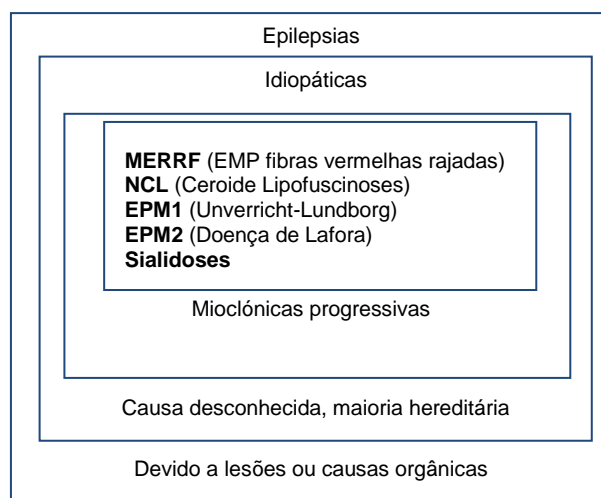 Epilepsias
Idiopáticas
MERRF (EMP fibras vermelhas rajadas)
NCL (Ceroide Lipofuscinoses)
EPM1 (Unverricht-Lundborg)
EPM2 (Doença de Lafora)
Sialidoses
Mioclónicas progressivas
Causa desconhecida, maioria hereditária
Devido a lesões ou causas orgânicas